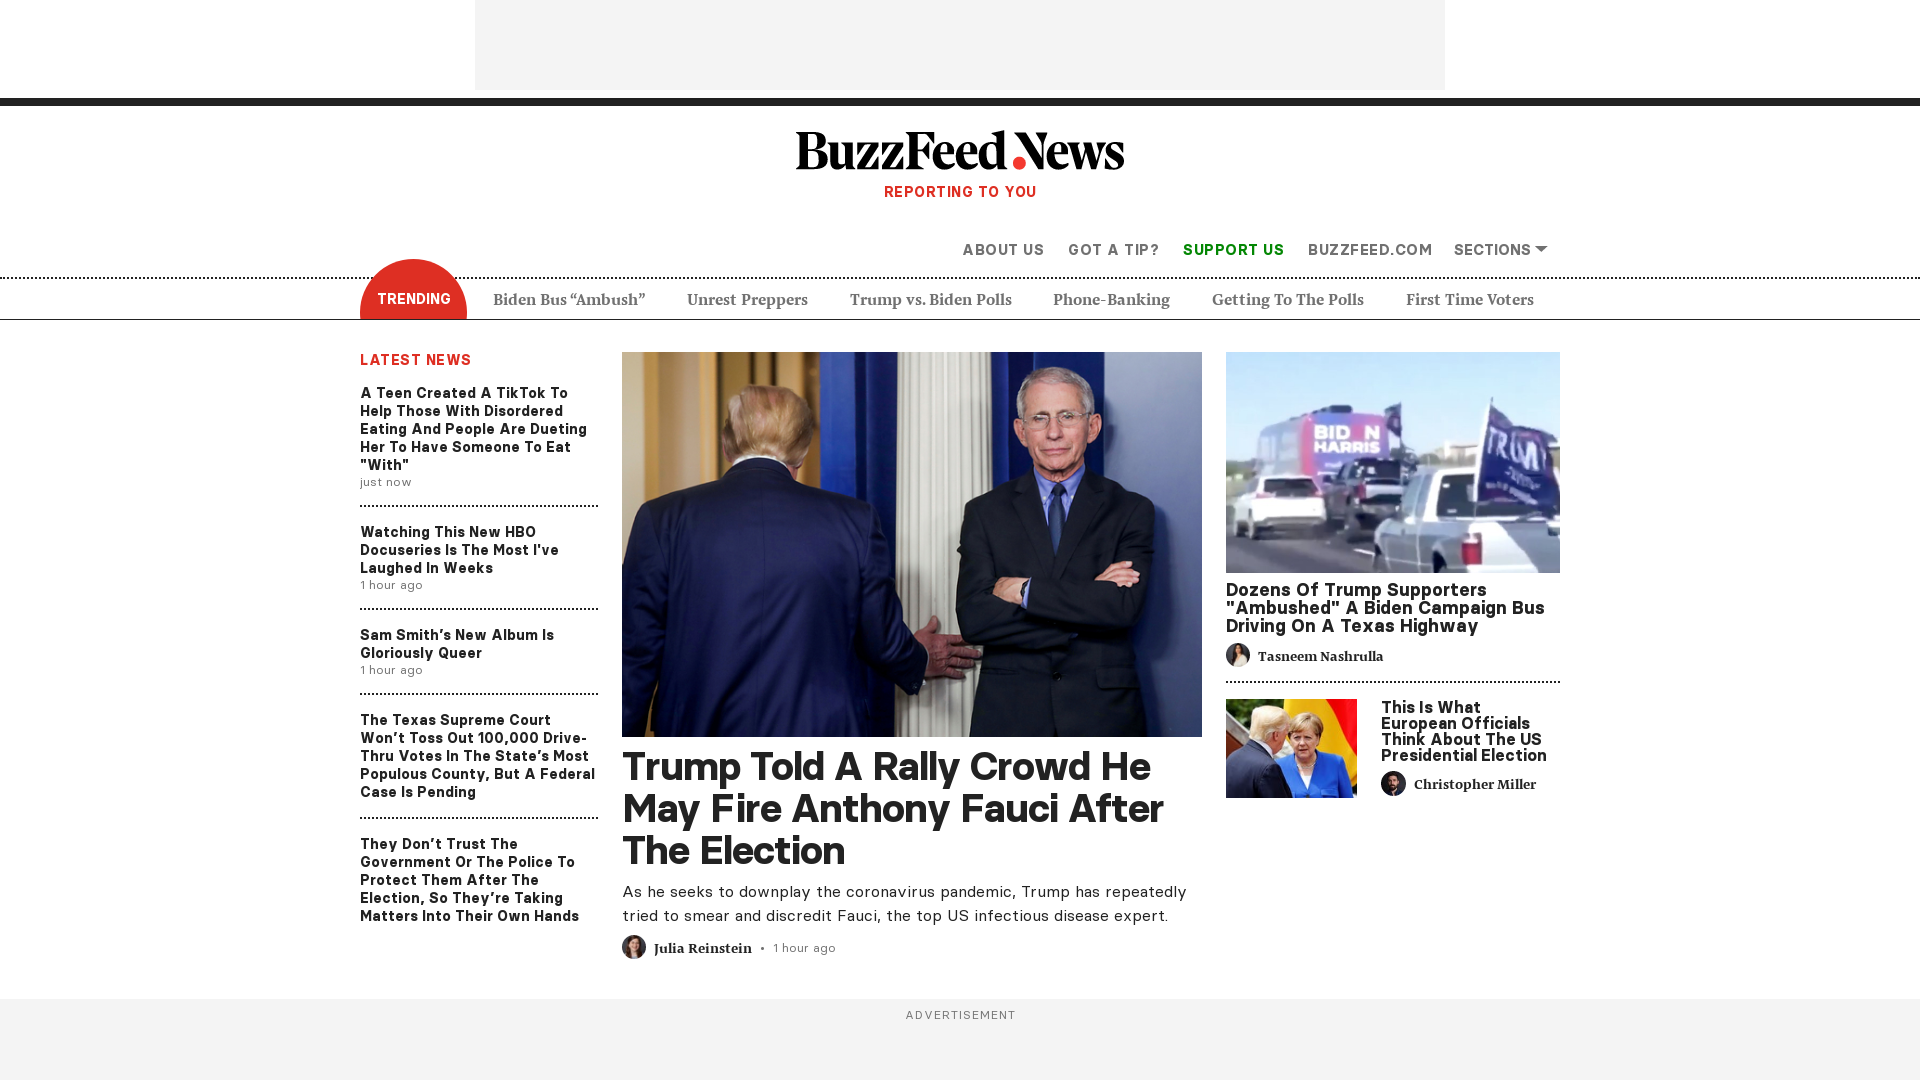 BuzzFeed News
REPORTING TO YOU
ABOUT US GOT A TIP? SUPPORT US BUZZFEED.COM SECTIONS
TRENDING Biden Bus “Ambush” Unrest Preppers Trump vs. Biden Polls Phone-Banking Getting To The Polls First Time Voters
LATEST NEWS
A Teen Created A TikTok To
Help Those With Disordered
Eating And People Are Dueting
Her To Have Someone To Eat
"With"
just now
Watching This New HBO
Docuseries Is The Most I've
Laughed In Weeks
1 hour ago
Sam Smith’s New Album Is
Gloriously Queer
1 hour ago
The Texas Supreme Court
Won’t Toss Out 100,000 Drive-
Thru Votes In The State’s Most
Populous County, But A Federal
Case Is Pending
They Don’t Trust The
Government Or The Police To
Protect Them After The
Election, So They’re Taking
Matters Into Their Own Hands
Trump Told A Rally Crowd He
May Fire Anthony Fauci After
The Election
As he seeks to downplay the coronavirus pandemic, Trump has repeatedly
tried to smear and discredit Fauci, the top US infectious disease expert.
Julia Reinstein • 1 hour ago
BID N
HARRIS
TRUM
Dozens Of Trump Supporters
"Ambushed" A Biden Campaign Bus
Driving On A Texas Highway
Tasneem Nashrulla
This Is What
European Officials
Think About The US
Presidential Election
Christopher Miller
ADVERTISEMENT